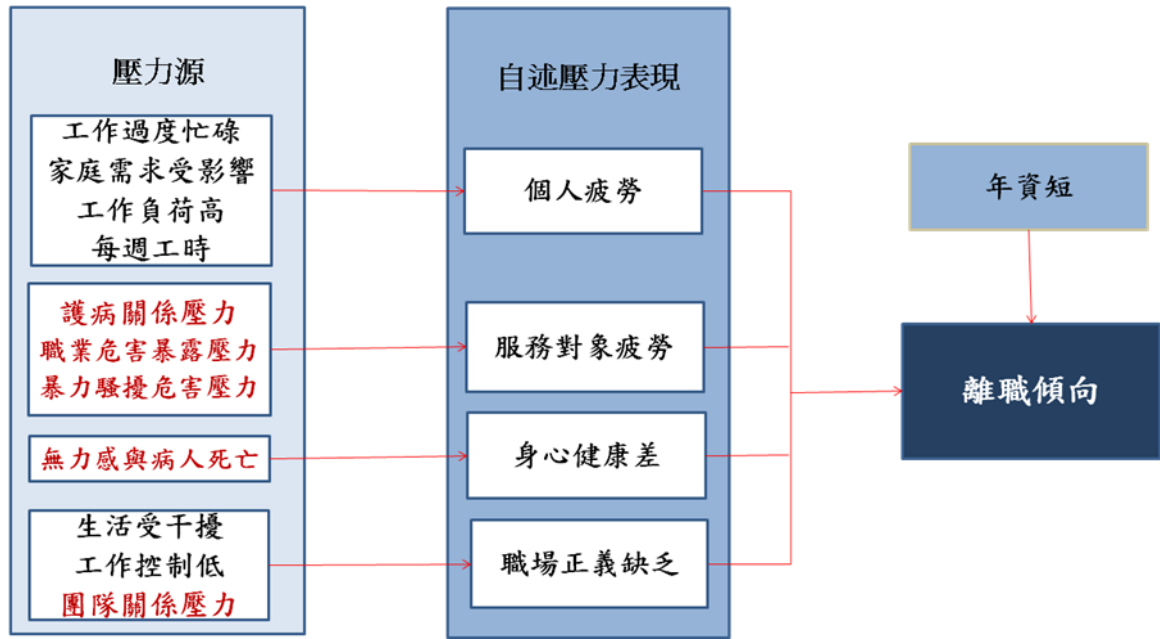 壓力源
工作過度忙碌
家庭需求受影響
工作負荷高
每週工時
護病關係壓力
職業危害暴露壓力
暴力騷擾危害壓力
無力感與病人死亡
生活受干擾
工作控制低
團隊關係壓力
自述壓力表現
個人疲勞
服務對象疲勞
身心健康差
職場正義缺乏
年資短
離職傾向